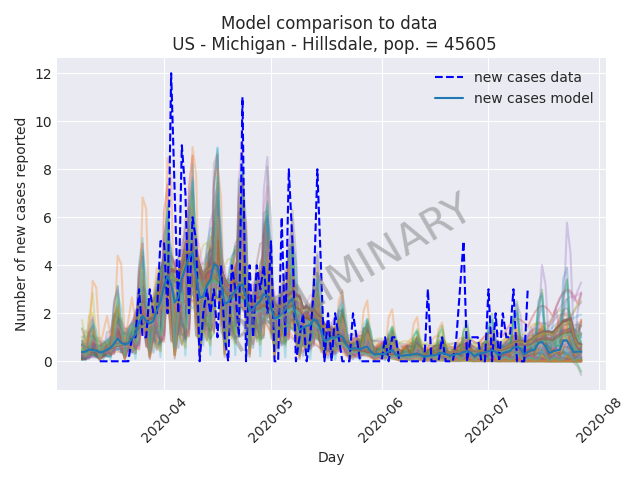 Model comparison to data
US - Michigan - Hillsdale, pop. = 45605
new cases data
new cases model
Number of new cases reported
12
10
8
6
4
2
0
2020-04
2020-05
2020-06
2020-07
2020-08
Day